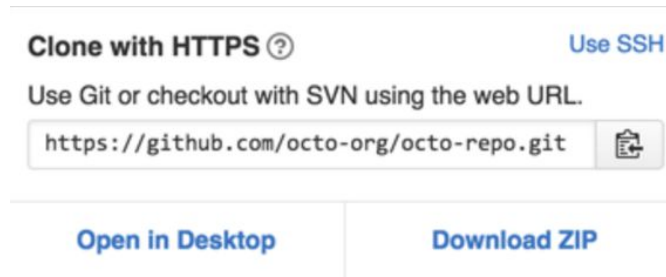 Clone with HTTPS ? Use SSH
Use Git or checkout with SVN using the web URL.
https://github.com/octo-org/octo-repo.git
Open in Desktop Download ZIP